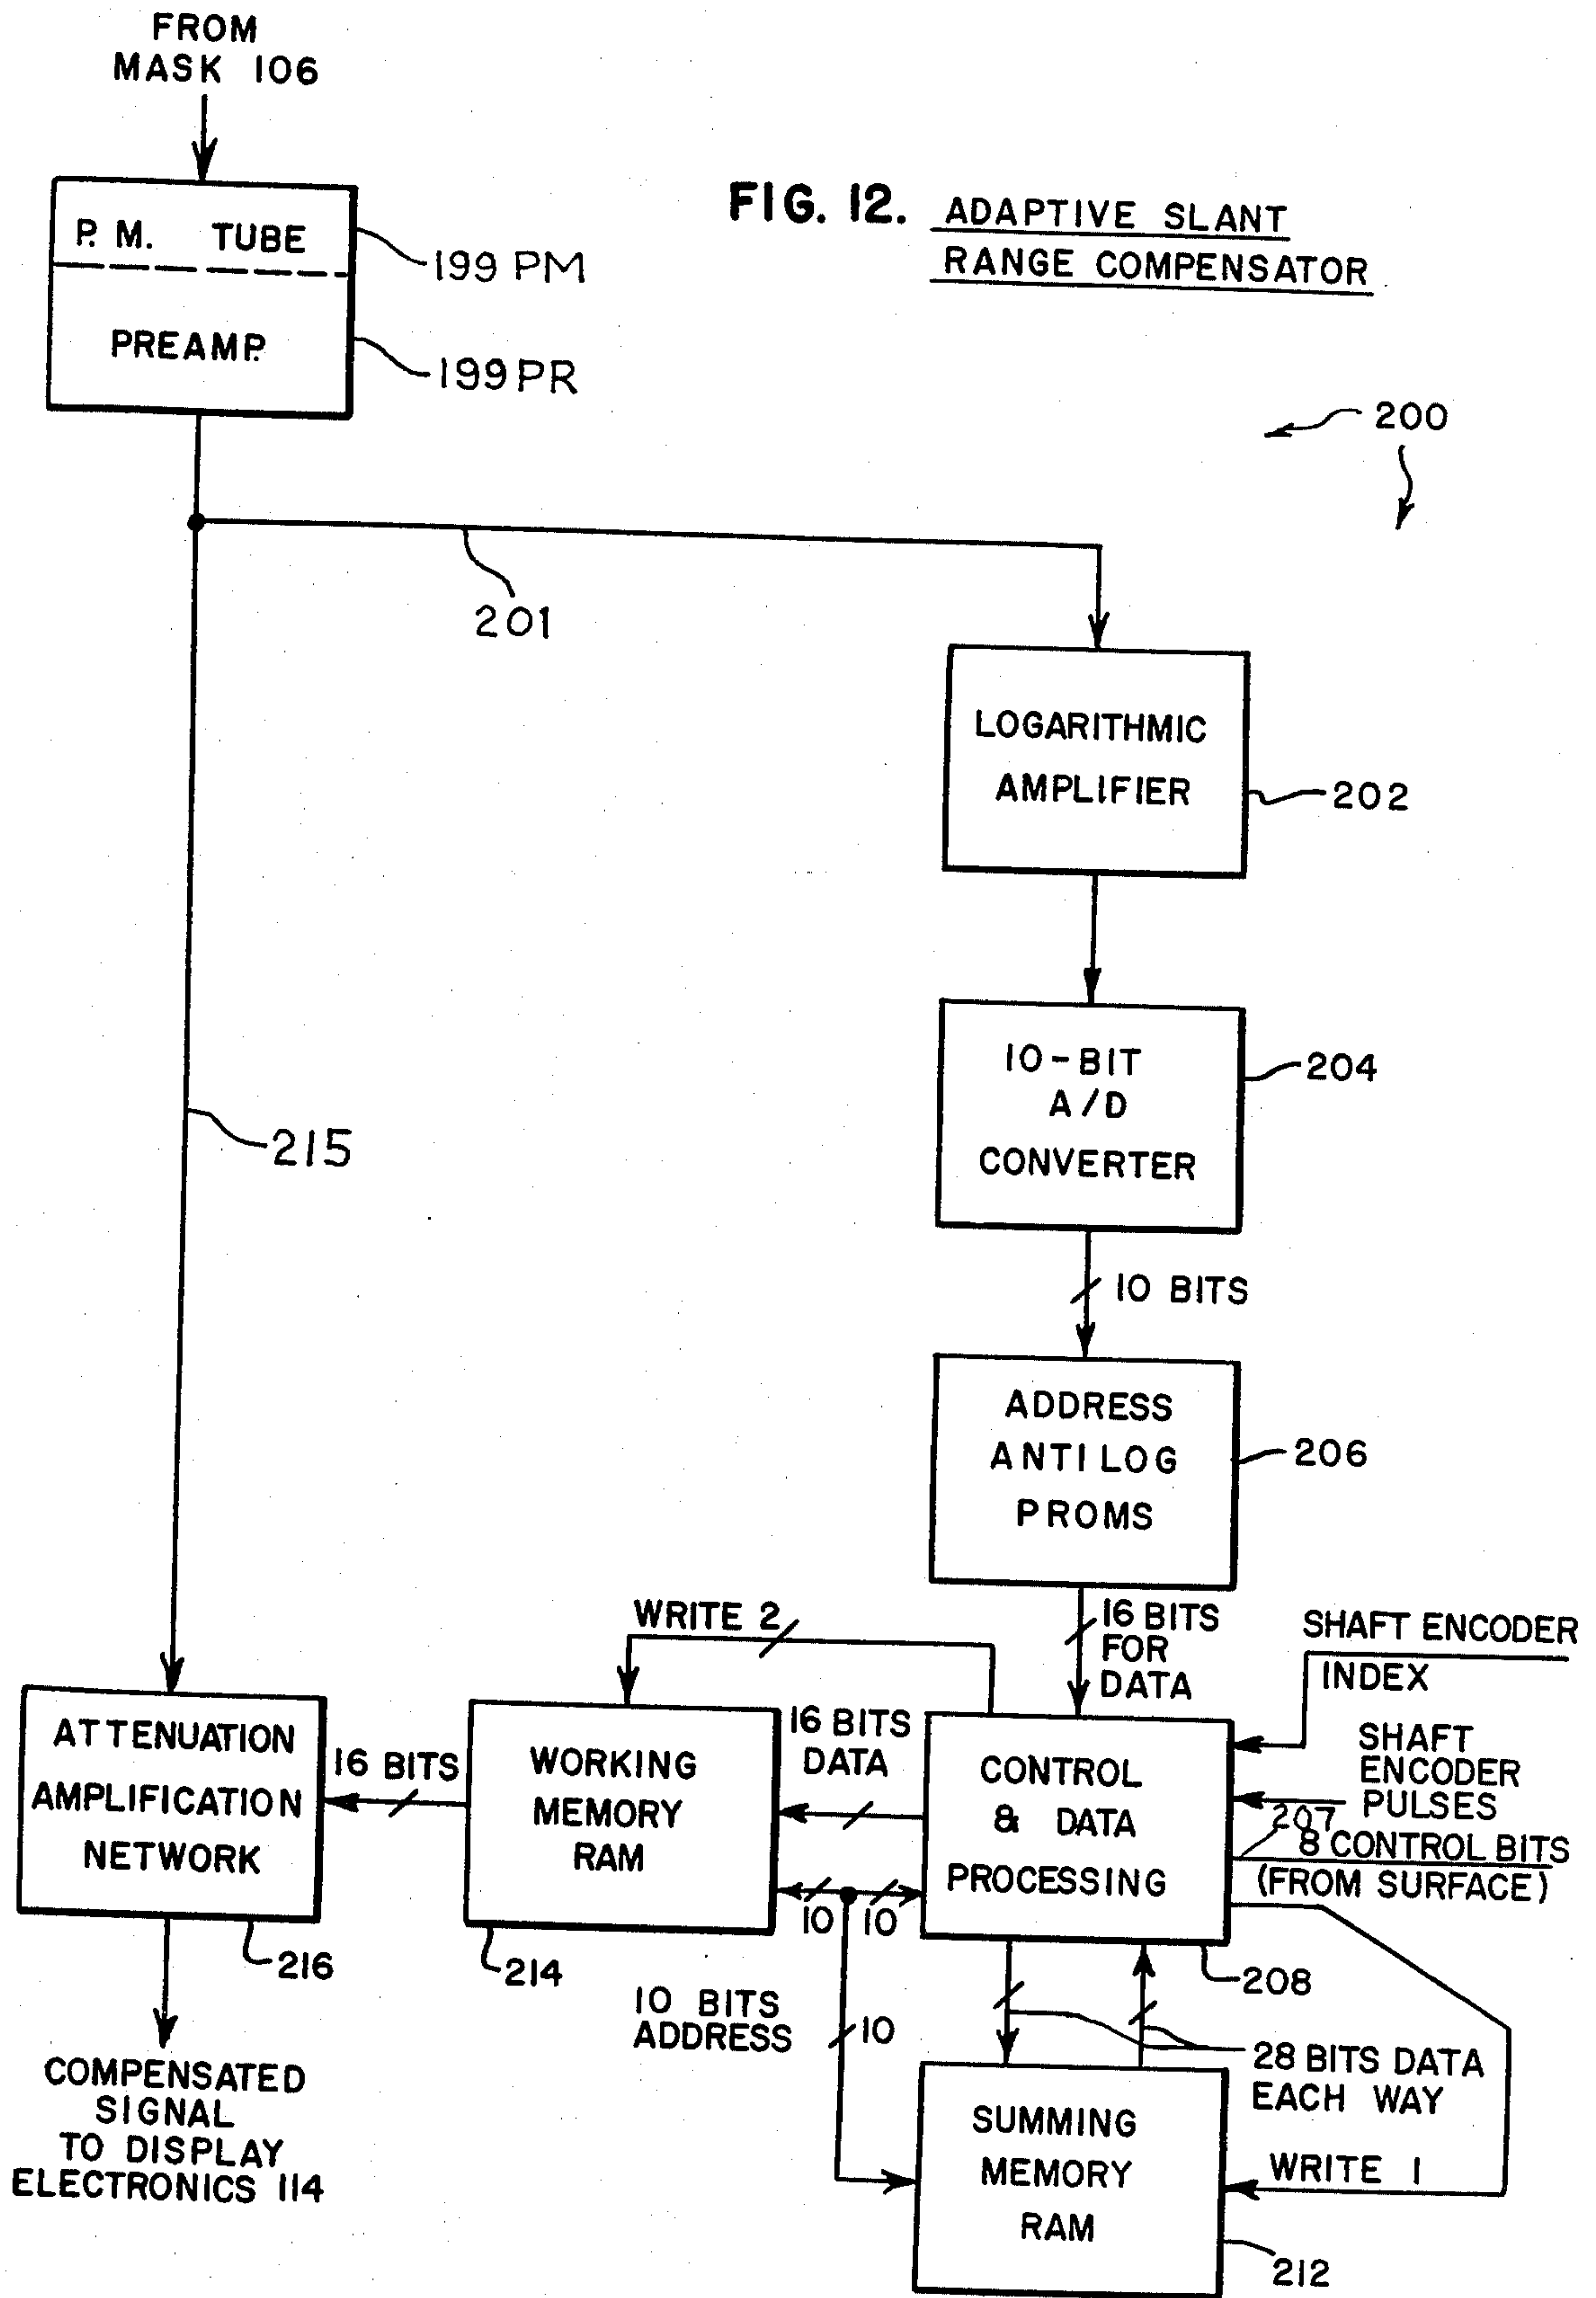 FROM
MASK 106
P. M. TUBE
199 PM
PREAMP.
199 PR
FIG. 12. ADAPTIVE SLANT
RANGE COMPENSATOR
200
201
LOGARITHMIC
AMPLIFIER
202
215
10-BIT
A/D
CONVERTER
204
10 BITS
ADDRESS
ANTILOG
PROMS
206
WRITE 2
16 BITS
FOR
DATA
SHAFT ENCODER
INDEX
SHAFT
ENCODER
PULSES
207
8 CONTROL BITS
(FROM SURFACE)
ATTENUATION
AMPLIFICATION
NETWORK
216
16 BITS
WORKING
MEMORY
RAM
214
16 BITS
DATA
CONTROL
& DATA
PROCESSING
208
10 10
10 BITS
ADDRESS
10
28 BITS DATA
EACH WAY
COMPENSATED
SIGNAL
TO DISPLAY
ELECTRONICS 114
SUMMING
MEMORY
RAM
WRITE 1
212